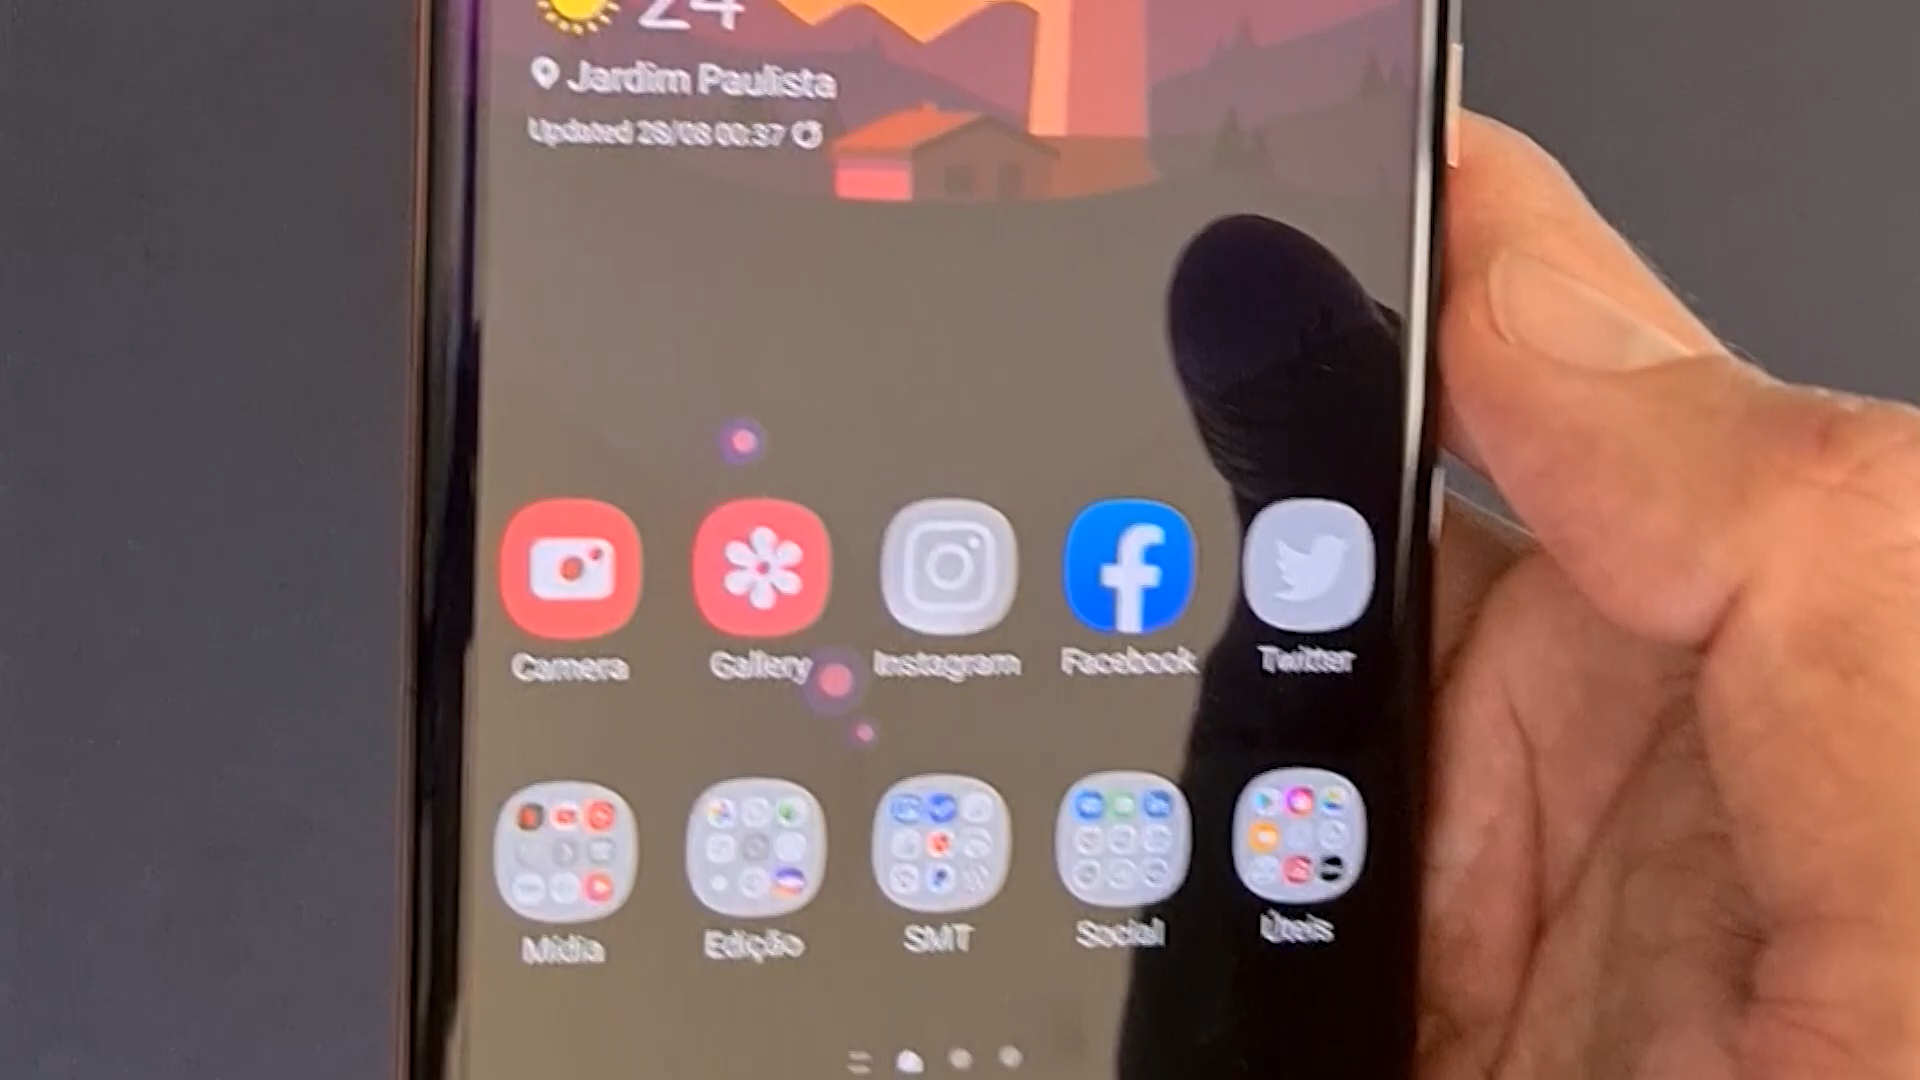 24
Jardim Paulista
Updated 28/08 00:37
Camera Gallery Instagram Facebook Twitter
Mídia Edição SMT Social Úteis